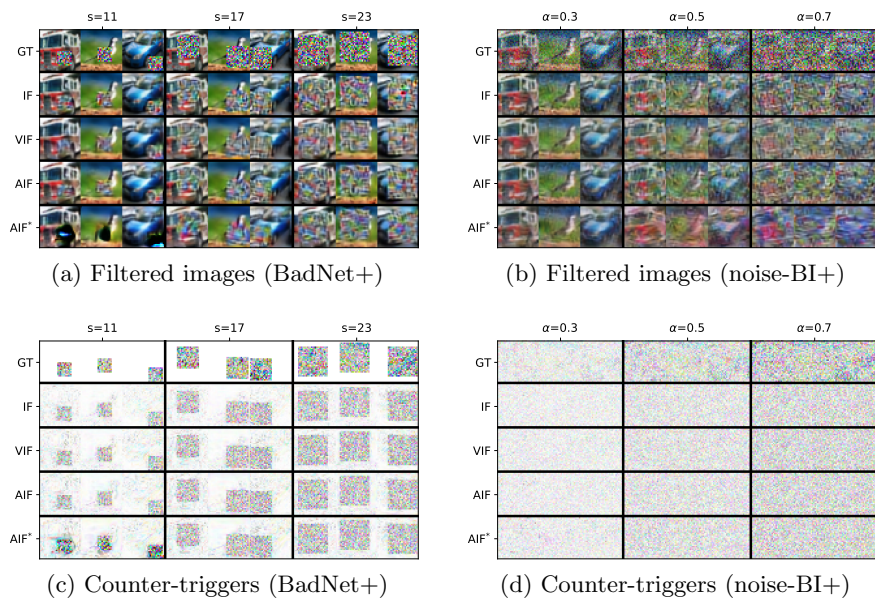 s=11 s=17 s=23
GT
IF
VIF
AIF
AIF*
(a) Filtered images (BadNet+)
α=0.3 α=0.5 α=0.7
GT
IF
VIF
AIF
AIF*
(b) Filtered images (noise-BI+)
s=11 s=17 s=23
GT
IF
VIF
AIF
AIF*
(c) Counter-triggers (BadNet+)
α=0.3 α=0.5 α=0.7
GT
IF
VIF
AIF
AIF*
(d) Counter-triggers (noise-BI+)